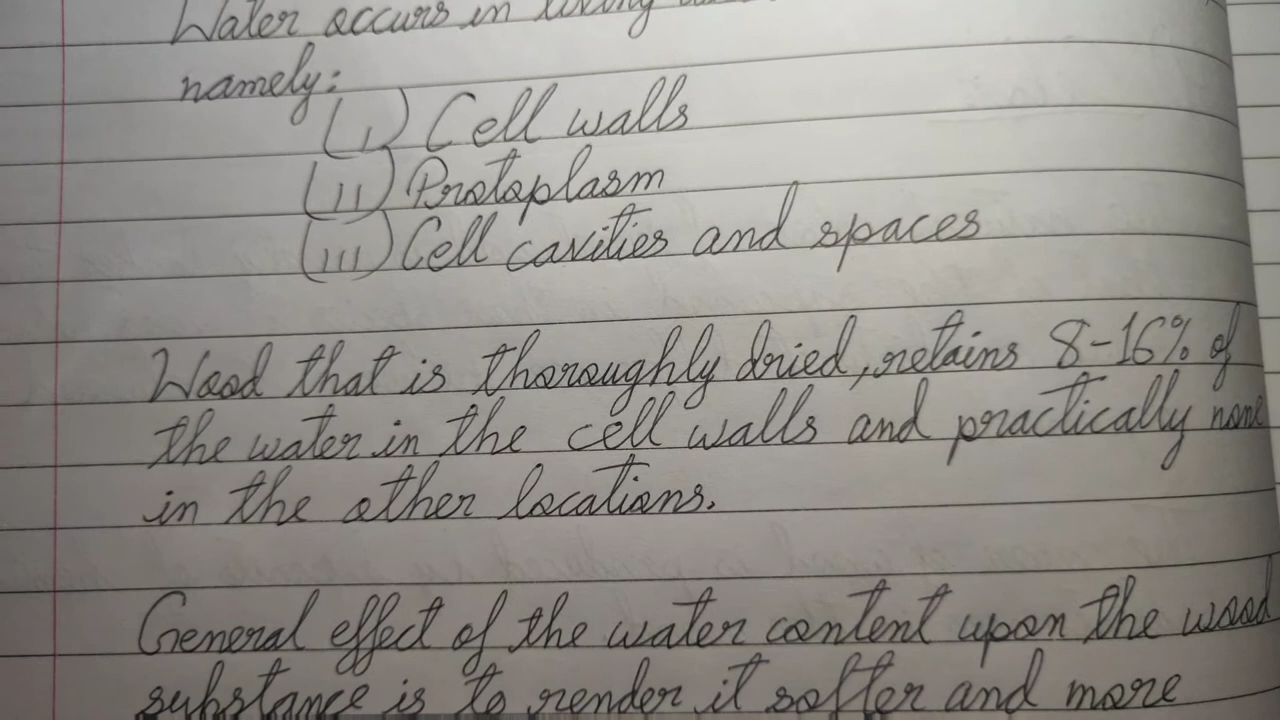 Water occurs in living
namely:
(i) Cell walls
(ii) Protoplasm
(iii) Cell cavities and spaces
Wood that is thoroughly dried, retains 8-16% of
the water in the cell walls and practically none
in the other locations.
General effect of the water content upon the wood
substance is to render it softer and more